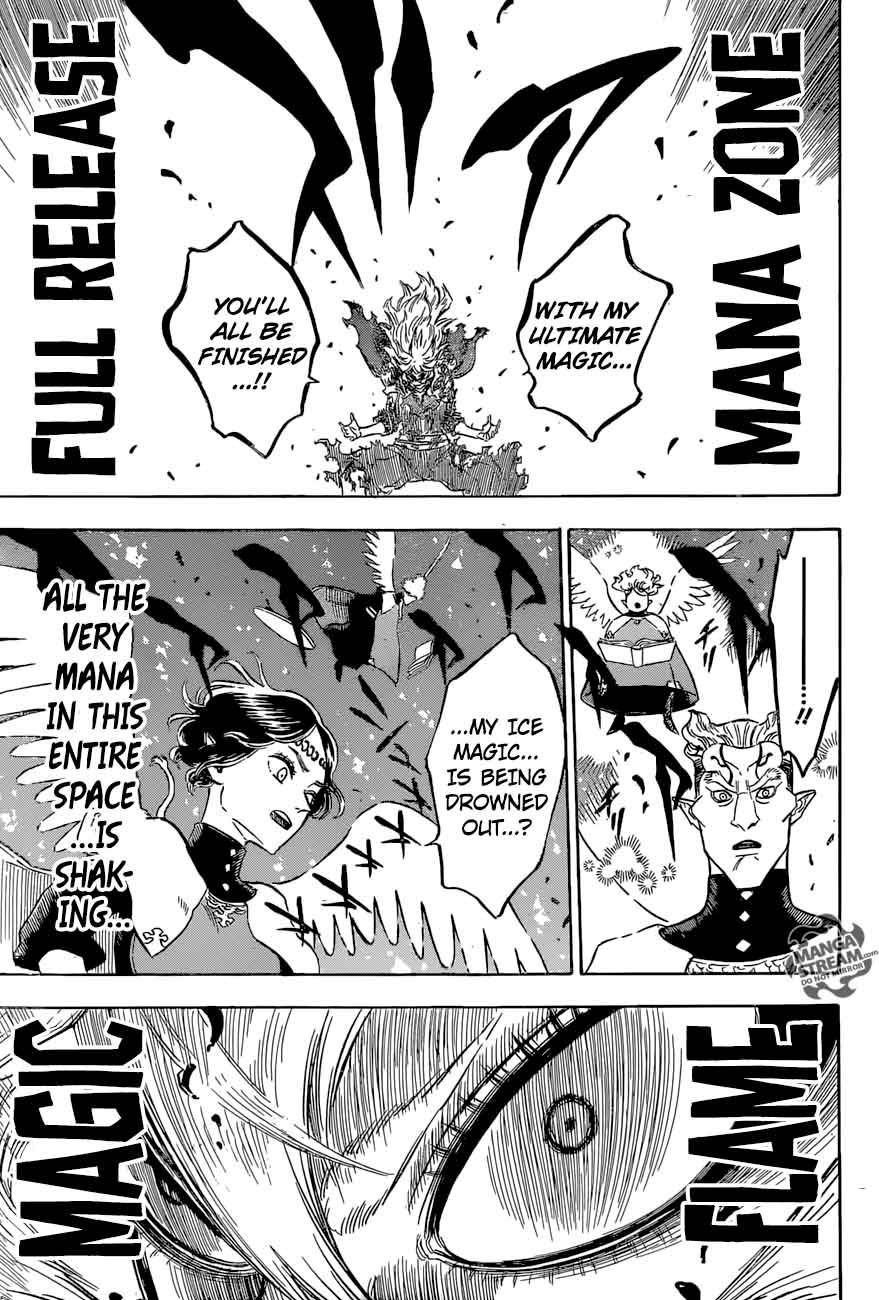 MANA ZONE
FULL RELEASE
WITH MY
ULTIMATE
MAGIC...
YOU'LL
ALL BE
FINISHED
...!!
...!!
...MY ICE
MAGIC...
IS BEING
DROWNED
OUT...?
ALL THE
VERY
MANA
IN THIS
ENTIRE
SPACE
...IS
SHAK-
ING...
MANGA
STREAM.com
DO NOT MIRROR
FLAME
MAGIC